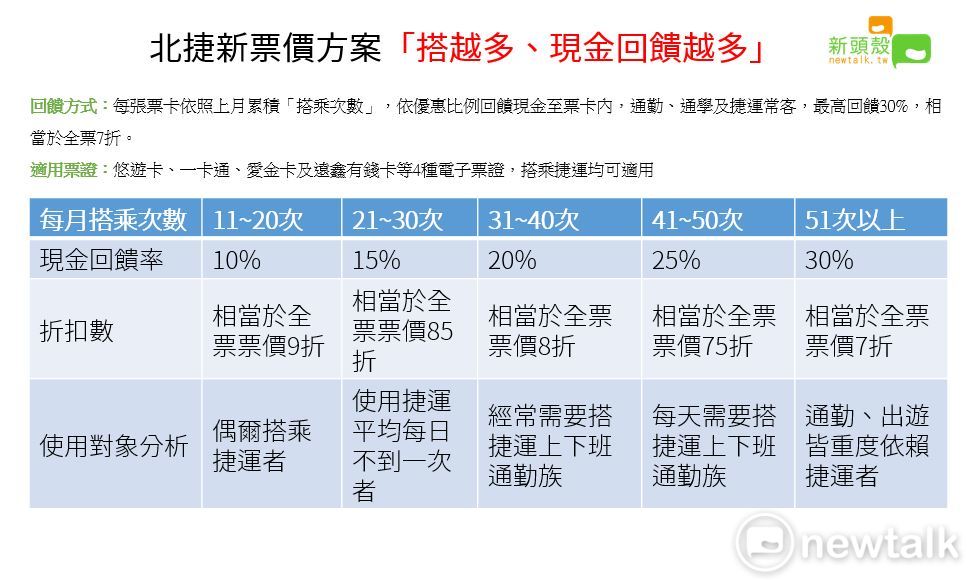 北捷新票價方案「搭越多、現金回饋越多」
新頭殼
newtalk.tw
回饋方式：每張票卡依照上月累積「搭乘次數」，依優惠比例回饋現金至票卡內，通勤、通學及捷運常客，最高回饋30%，相
當於全票7折。
適用票證：悠遊卡、一卡通、愛金卡及遠鑫有錢卡等4種電子票證，搭乘捷運均可適用
每月搭乘次數 11~20次 21~30次 31~40次 41~50次 51次以上
現金回饋率 10% 15% 20% 25% 30%
折扣數
相當於全
票票價9折
相當於全
票票價85
折
相當於全票
票價8折
相當於全票
票價75折
相當於全票
票價7折
使用對象分析
偶爾搭乘
捷運者
使用捷運
平均每日
不到一次
者
經常需要搭
捷運上下班
通勤族
每天需要搭
捷運上下班
通勤族
通勤、出遊
皆重度依賴
捷運者
newtalk